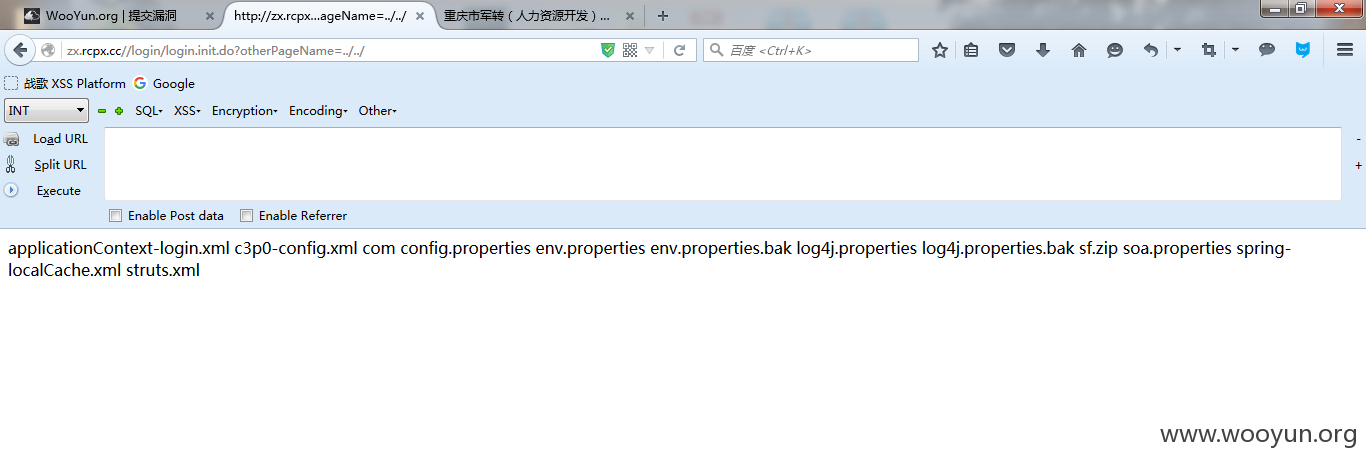 WooYun.org | 提交漏洞
http://zx.rcpx...ageName=../../
重庆市军转（人力资源开发）...
zx.rcpx.cc//login/login.init.do?otherPageName=../../
百度 <Ctrl+K>
战歌 XSS Platform
Google
INT
SQL
XSS
Encryption
Encoding
Other
Load URL
Split URL
Execute
-
+
Enable Post data
Enable Referrer
applicationContext-login.xml c3p0-config.xml com config.properties env.properties env.properties.bak log4j.properties log4j.properties.bak sf.zip soa.properties spring-
localCache.xml struts.xml
www.wooyun.org